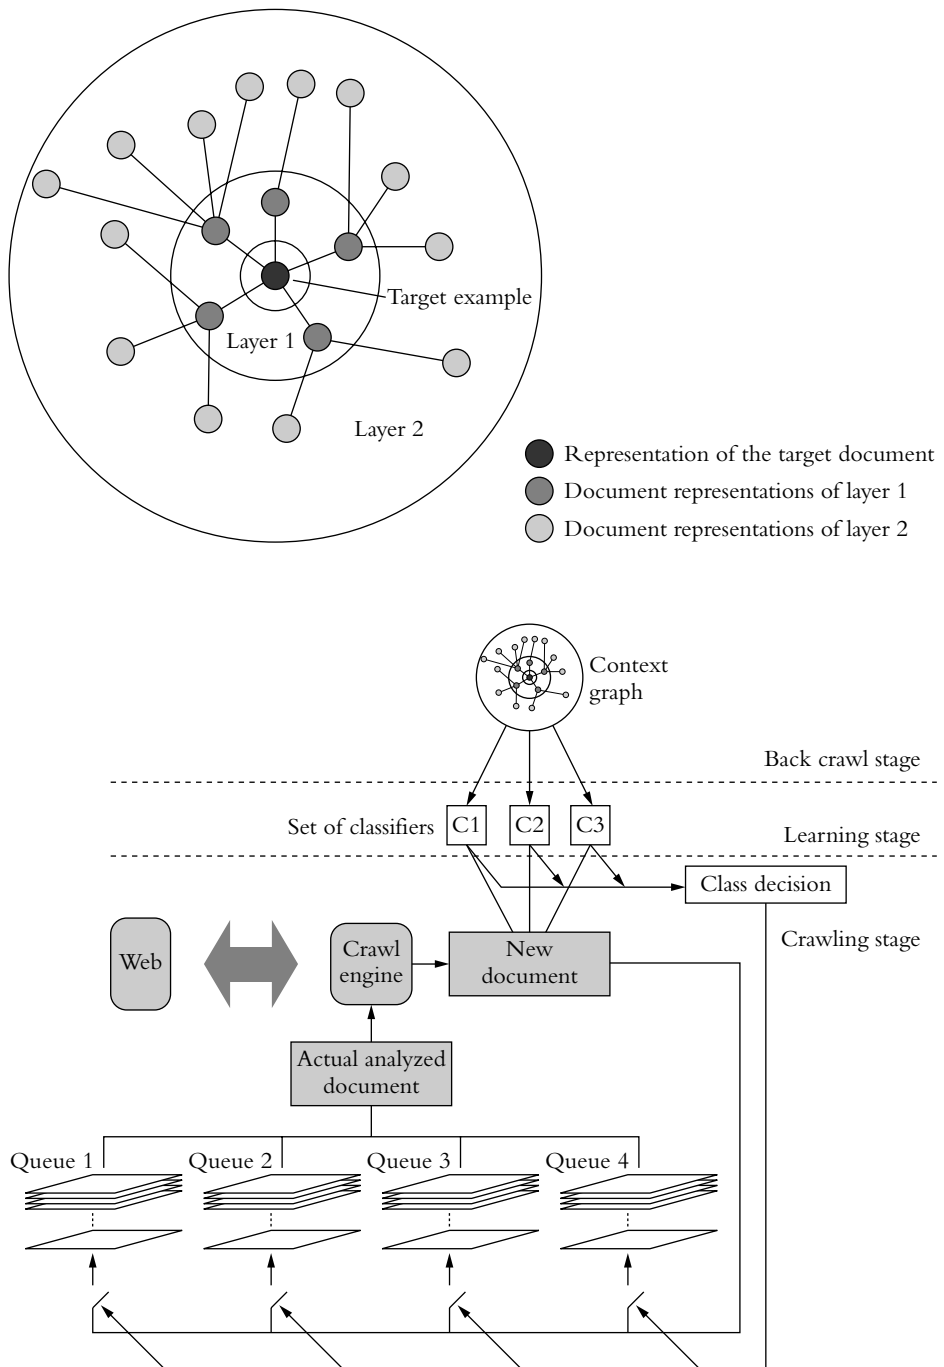 Target example
Layer 1
Layer 2
Representation of the target document
Document representations of layer 1
Document representations of layer 2
Context
graph
Back crawl stage
Set of classifiers
C1
C2
C3
Learning stage
Class decision
Web
Crawl
engine
New
document
Crawling stage
Actual analyzed
document
Queue 1
Queue 2
Queue 3
Queue 4